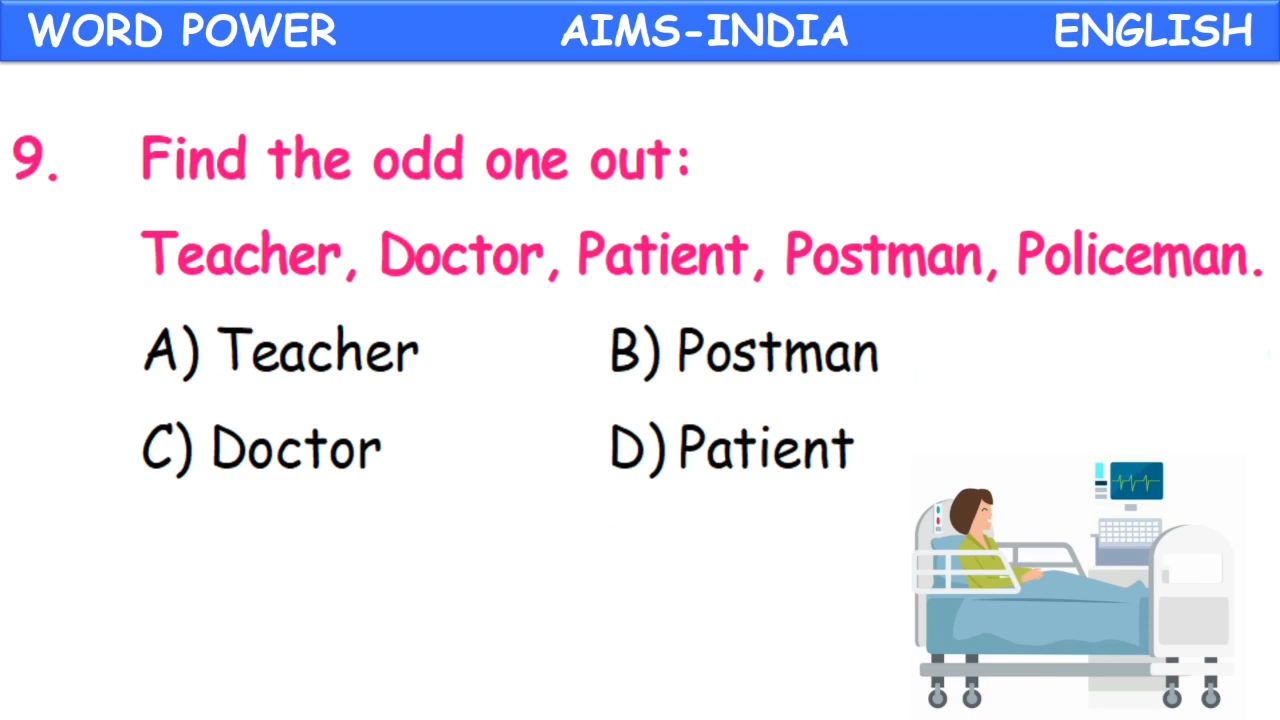 WORD POWER AIMS-INDIA ENGLISH
9. Find the odd one out:
Teacher, Doctor, Patient, Postman, Policeman.
A) Teacher B) Postman
C) Doctor D) Patient